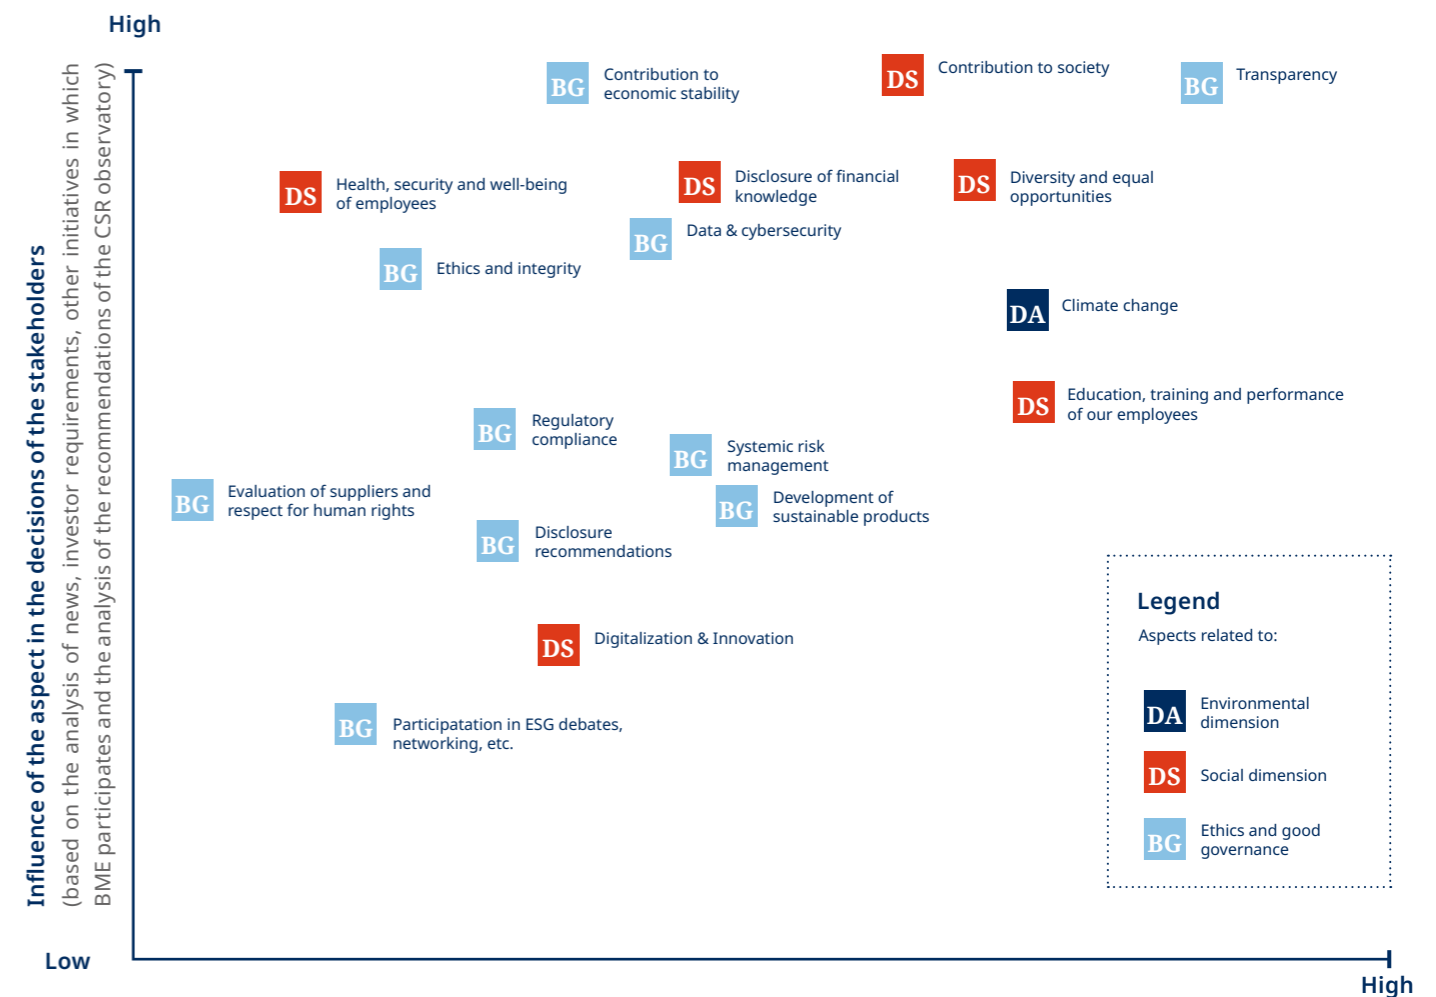 High
Influence of the aspect in the decisions of the stakeholders
(based on the analysis of news, investor requirements, other initiatives in which
BME participates and the analysis of the recommendations of the CSR observatory)
BG
Contribution to
economic stability
DS
Contribution to society
BG
Transparency
DS
Health, security and well-being
of employees
DS
Disclosure of financial
knowledge
DS
Diversity and equal
opportunities
BG
Data & cybersecurity
BG
Ethics and integrity
DA
Climate change
DS
Education, training and performance
of our employees
BG
Regulatory
compliance
BG
Systemic risk
management
BG
Evaluation of suppliers and
respect for human rights
BG
Development of
sustainable products
BG
Disclosure
recommendations
DS
Digitalization & Innovation
BG
Participatation in ESG debates,
networking, etc.
Legend
Aspects related to:
DA
Environmental
dimension
DS
Social dimension
BG
Ethics and good
governance
Low
High